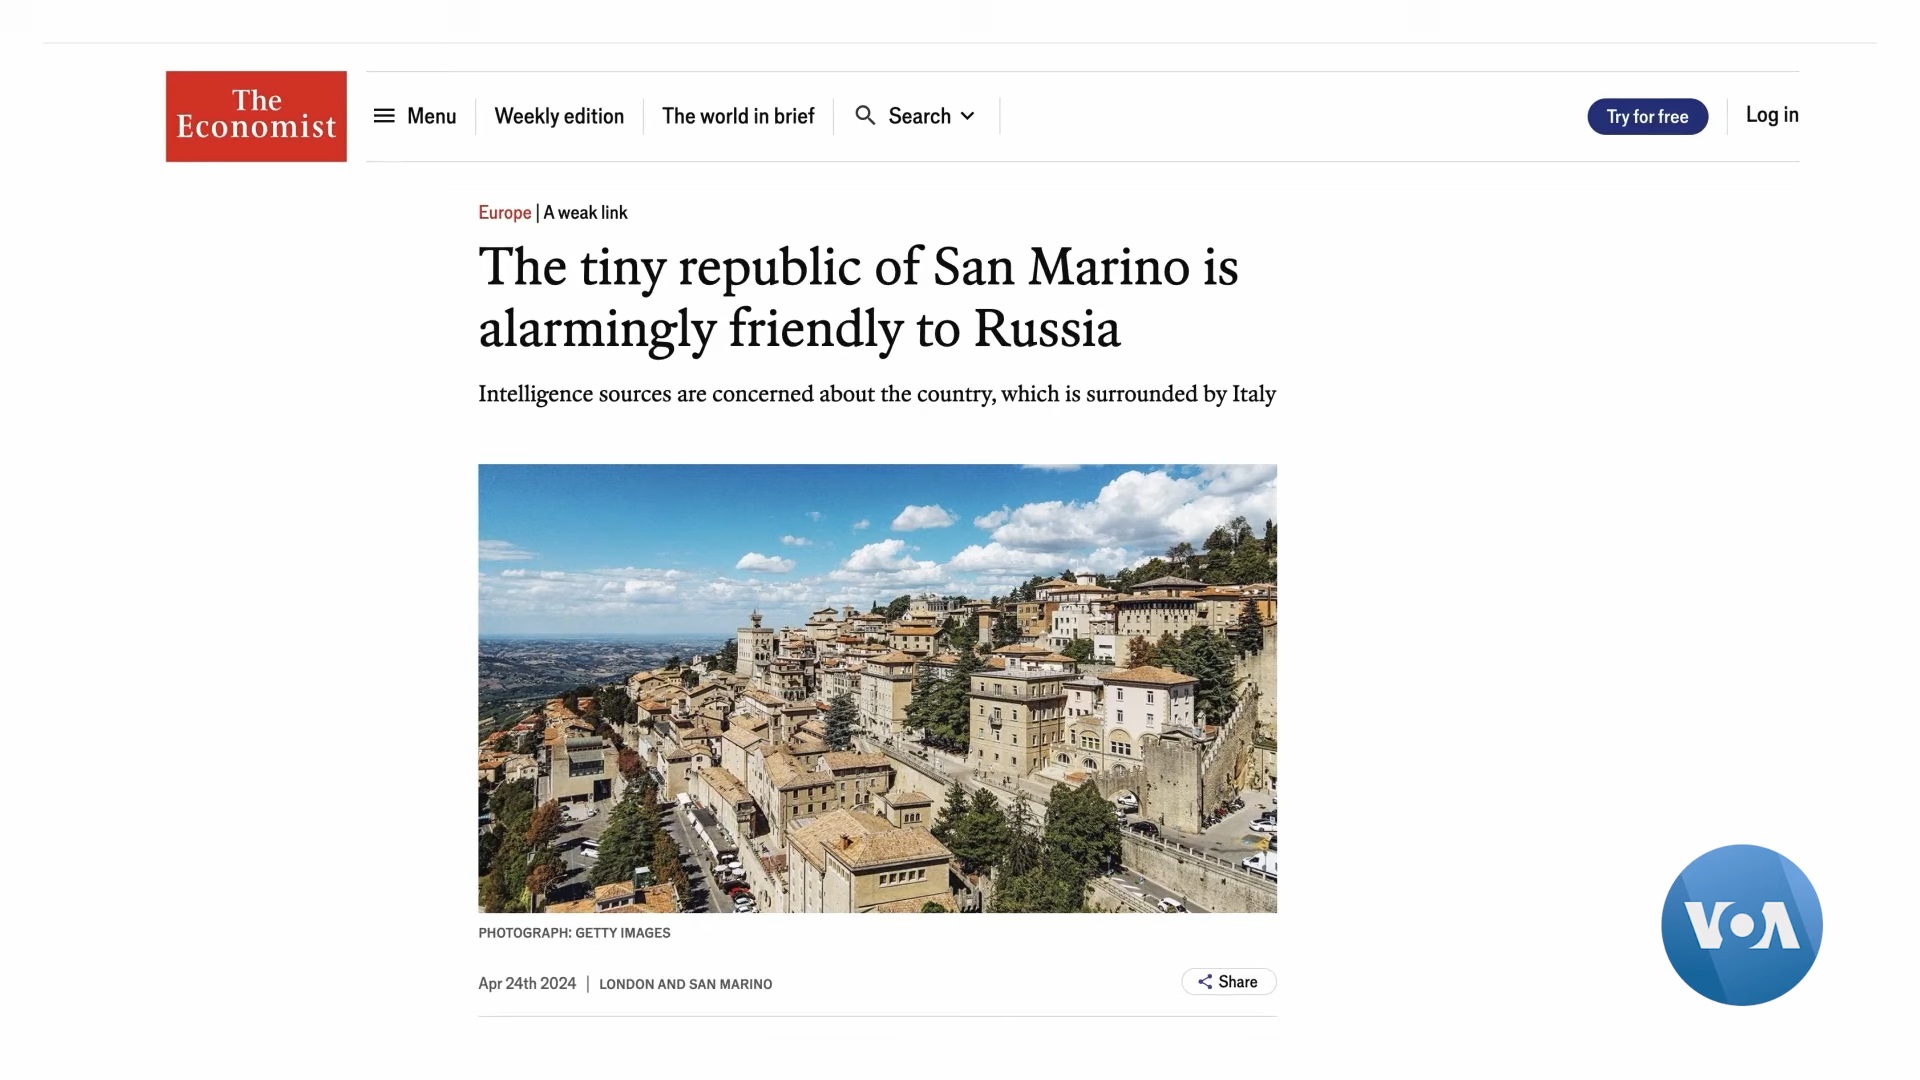 The
Economist
Menu
Weekly edition
The world in brief
Search
Try for free
Log in
Europe | A weak link
The tiny republic of San Marino is
alarmingly friendly to Russia
Intelligence sources are concerned about the country, which is surrounded by Italy
PHOTOGRAPH: GETTY IMAGES
Apr 24th 2024 | LONDON AND SAN MARINO
Share
VOA